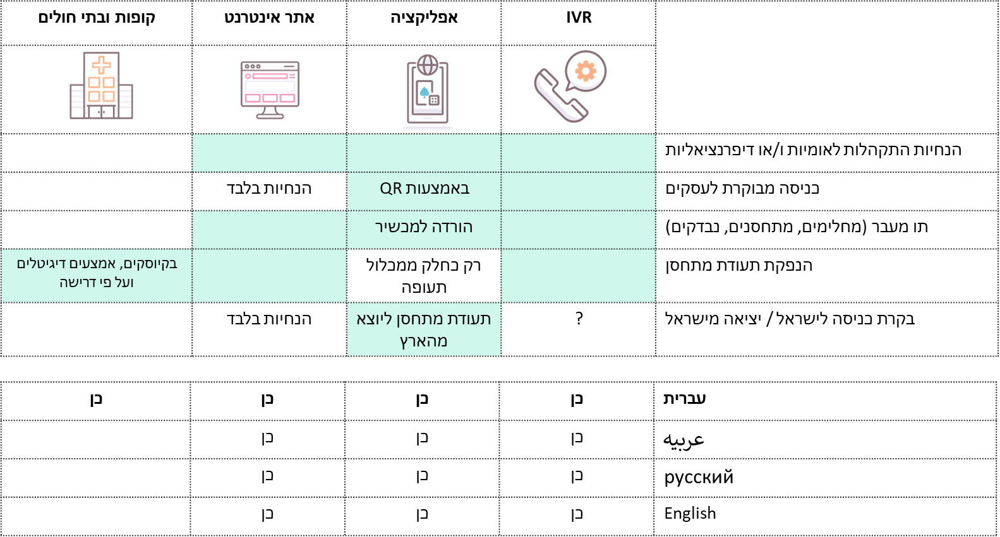 IVR
אפליקציה
אתר אינטרנט
קופות ובתי חולים
הנחיות התקהלות לאומיות ו/או דיפרנציאליות
כניסה מבוקרת לעסקים
באמצעות QR
הנחיות בלבד
תו מעבר (מחלימים, מתחסנים, נבדקים)
הורדה למכשיר
הנפקת תעודת מתחסן
רק כחלק ממכלול
תעופה
בקיוסקים, אמצעים דיגיטלים
ועל פי דרישה
בקרת כניסה לישראל / יציאה מישראל
?
תעודת מתחסן ליוצא
מהארץ
הנחיות בלבד
עברית
כן
כן
כן
כן
عربيه
כן
כן
כן
русский
כן
כן
כן
English
כן
כן
כן